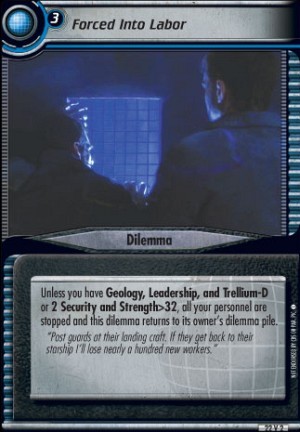 3
Forced Into Labor
Dilemma
Unless you have Geology, Leadership, and Trellium-D
or 2 Security and Strength>32, all your personnel are
stopped and this dilemma returns to its owner's dilemma pile.
"Post guards at their landing craft. If they get back to their
starship I'll lose nearly a hundred new workers."
22 V 2